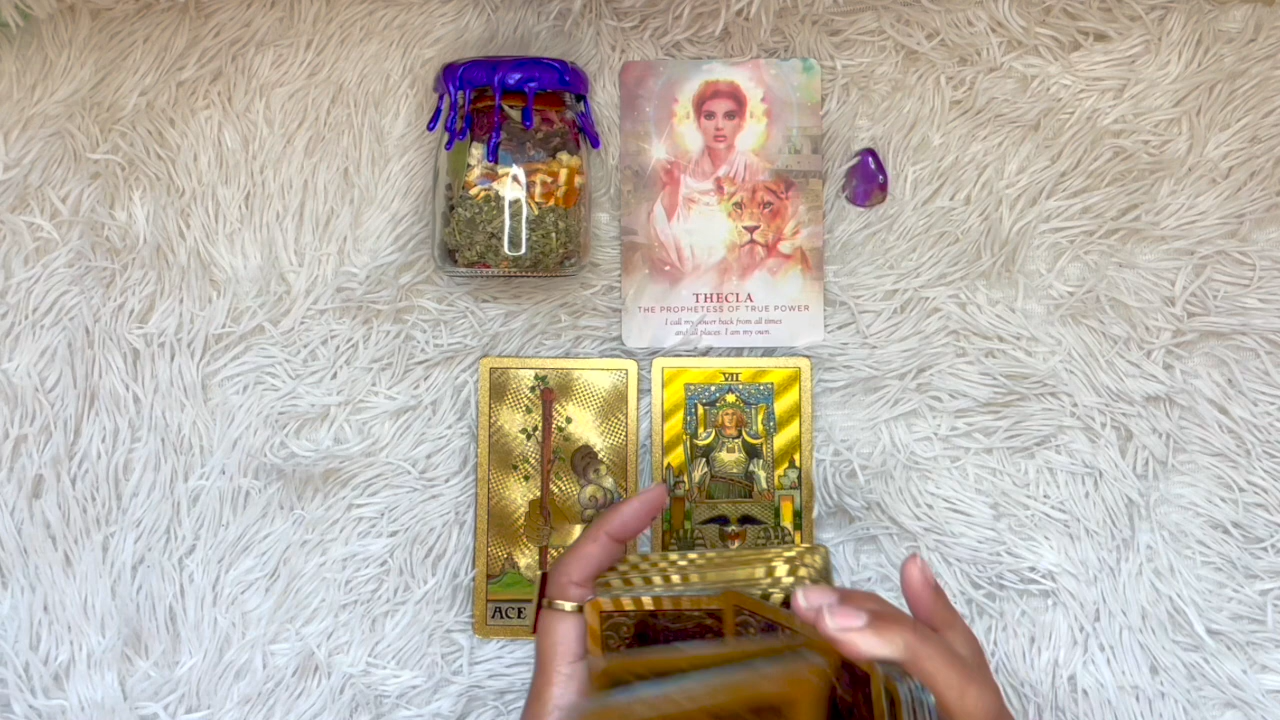 THECLA
THE PROPHETESS OF TRUE POWER
I call my power back from all times
and all places. I am my own.
VII
ACE